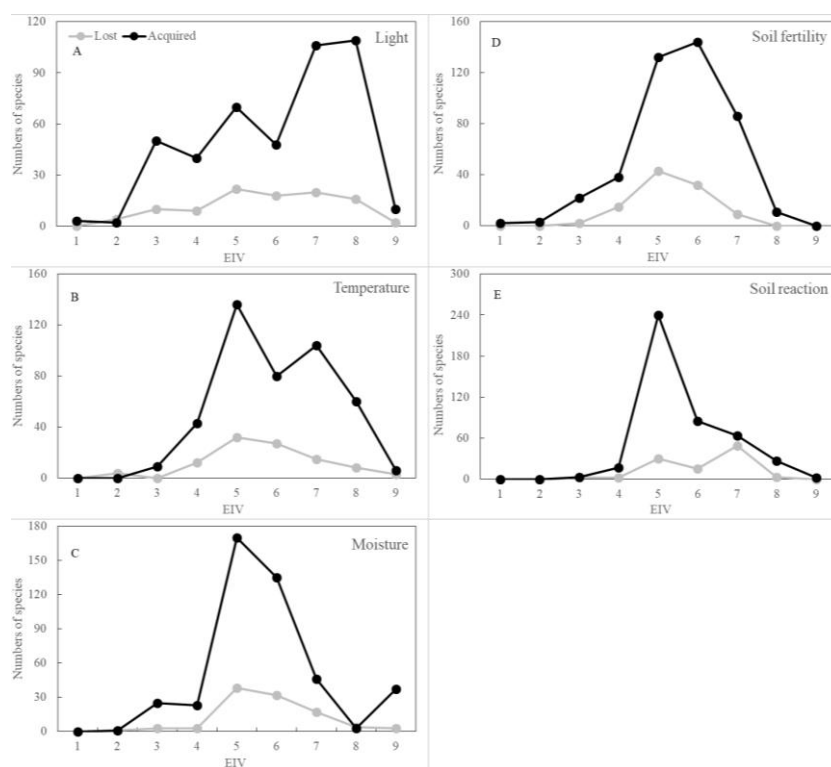 Lost Acquired
A
Light
Numbers of species
120
90
60
30
0
1 2 3 4 5 6 7 8 9
EIV
D
Soil fertility
Numbers of species
160
120
80
40
0
1 2 3 4 5 6 7 8 9
EIV
B
Temperature
Numbers of species
160
120
80
40
0
1 2 3 4 5 6 7 8 9
EIV
E
Soil reaction
Numbers of species
300
240
180
120
60
0
1 2 3 4 5 6 7 8 9
EIV
C
Moisture
Numbers of species
180
150
120
90
60
30
0
1 2 3 4 5 6 7 8 9
EIV